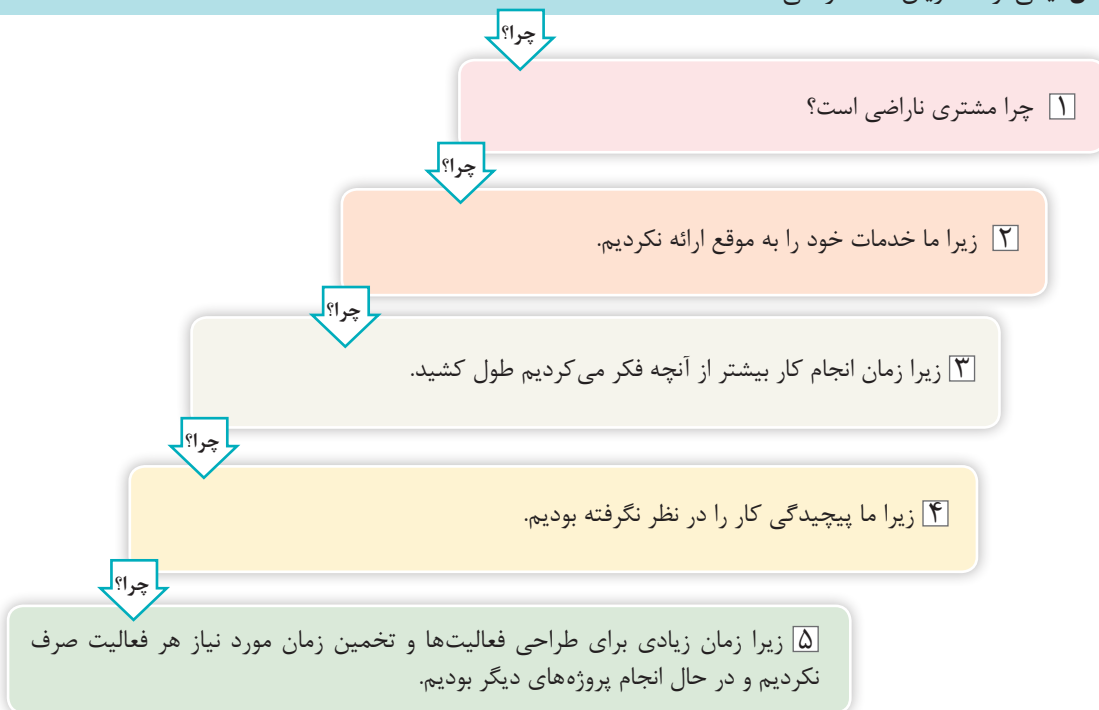 چرا؟
۱ چرا مشتری ناراضی است؟
چرا؟
۲ زیرا ما خدمات خود را به موقع ارائه نکردیم.
چرا؟
۳ زیرا زمان انجام کار بیشتر از آنچه فکر می‌کردیم طول کشید.
چرا؟
۴ زیرا ما پیچیدگی کار را در نظر نگرفته بودیم.
چرا؟
۵ زیرا زمان زیادی برای طراحی فعالیت‌ها و تخمین زمان مورد نیاز هر فعالیت صرف
نکردیم و در حال انجام پروژه‌های دیگر بودیم.